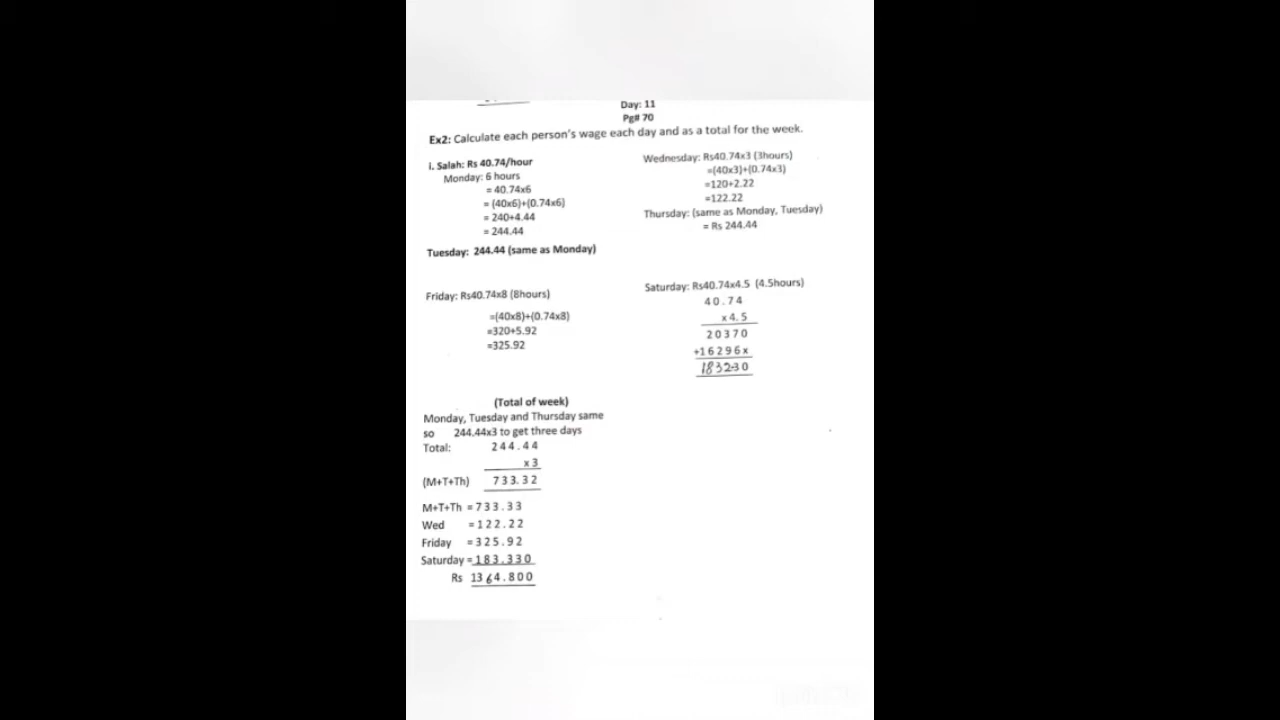 Day: 11
Pg# 70
Ex2: Calculate each person's wage each day and as a total for the week.
i. Salah: Rs 40.74/hour
Monday: 6 hours
= 40.74x6
= (40x6)+(0.74x6)
= 240+4.44
= 244.44
Tuesday: 244.44 (same as Monday)
Wednesday: Rs40.74x3 (3hours)
=(40x3)+(0.74x3)
=120+2.22
=122.22
Thursday: (same as Monday, Tuesday)
= Rs 244.44
Friday: Rs40.74x8 (8hours)
=(40x8)+(0.74x8)
=320+5.92
=325.92
Saturday: Rs40.74x4.5 (4.5hours)
40.74
x4.5
20370
+16296x
183.230
(Total of week)
Monday, Tuesday and Thursday same
so 244.44x3 to get three days
Total: 244.44
x3
(M+T+Th) 733.32
M+T+Th =733.33
Wed =122.22
Friday =325.92
Saturday =183.330
Rs 1364.800